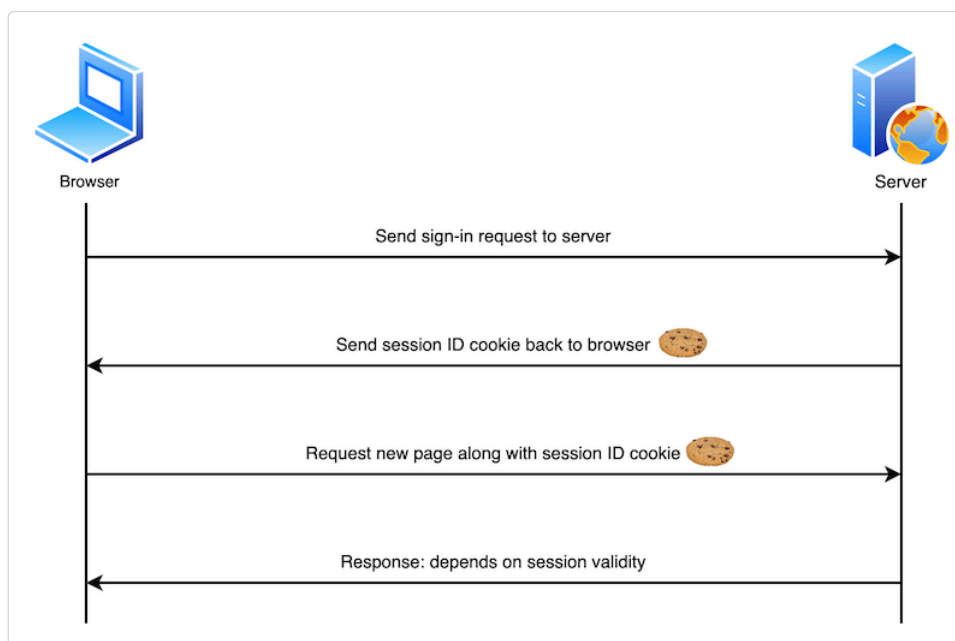 Browser
Server
Send sign-in request to server
Send session ID cookie back to browser
Request new page along with session ID cookie
Response: depends on session validity